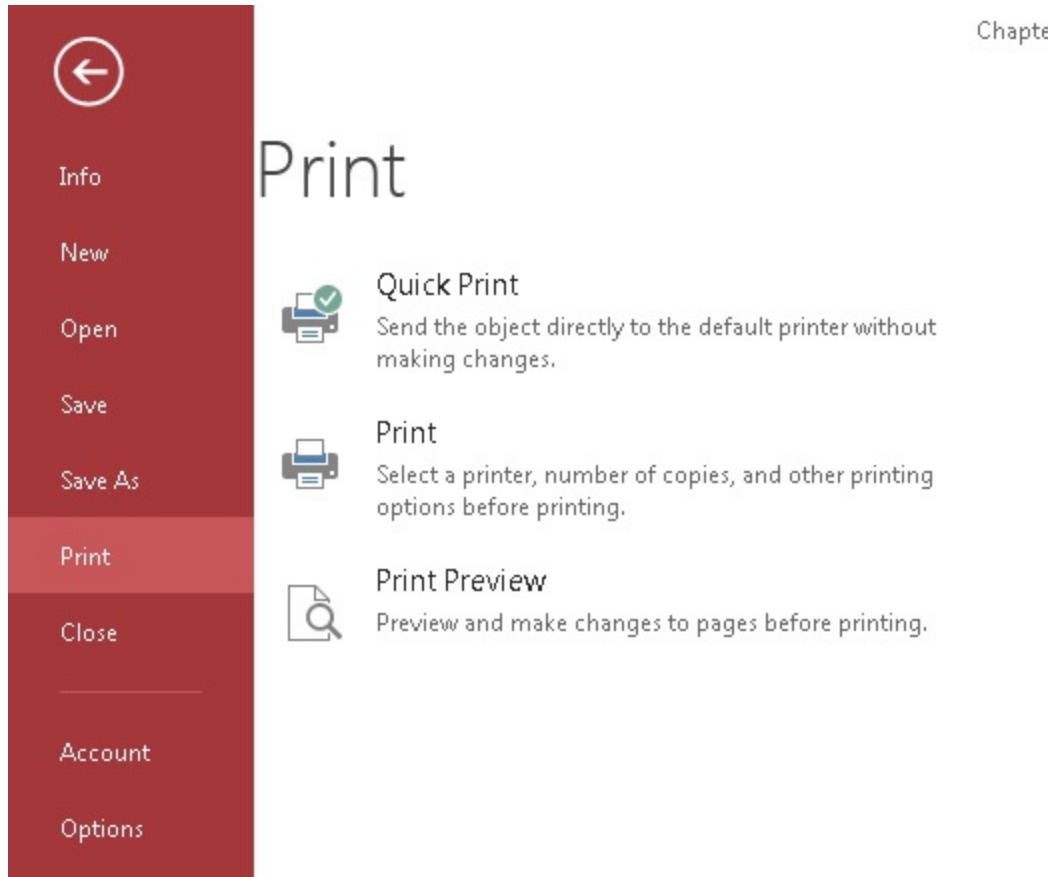 Chapte
Info
New
Open
Save
Save As
Print
Close
Account
Options
Print
Quick Print
Send the object directly to the default printer without
making changes.
Print
Select a printer, number of copies, and other printing
options before printing.
Print Preview
Preview and make changes to pages before printing.